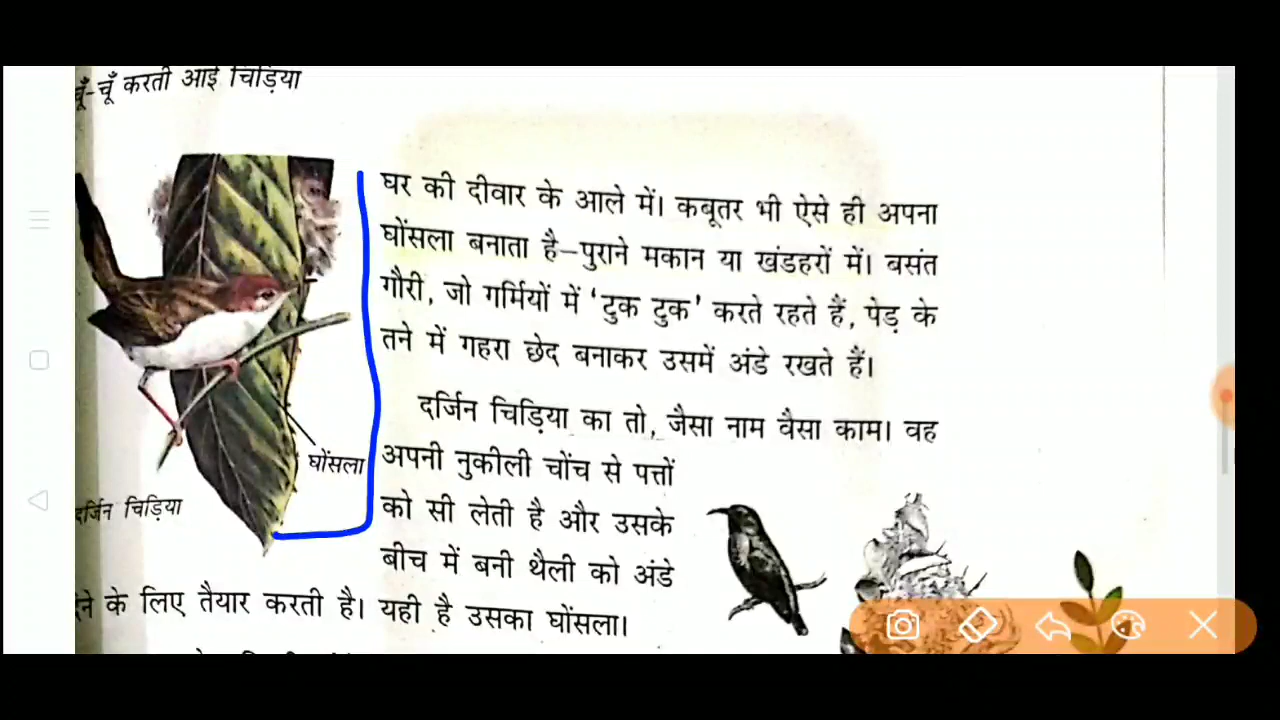 चूँ-चूँ करती आई चिड़िया
घर की दीवार के आले में। कबूतर भी ऐसे ही अपना
घोंसला बनाता है–पुराने मकान या खंडहरों में। बसंत
गौरी, जो गर्मियों में ‘टुक टुक’ करते रहते हैं, पेड़ के
तने में गहरा छेद बनाकर उसमें अंडे रखते हैं।
दर्जिन चिड़िया का तो, जैसा नाम वैसा काम। वह
अपनी नुकीली चोंच से पत्तों
को सी लेती है और उसके
बीच में बनी थैली को अंडे
देने के लिए तैयार करती है। यही है उसका घोंसला।
घोंसला
दर्जिन चिड़िया